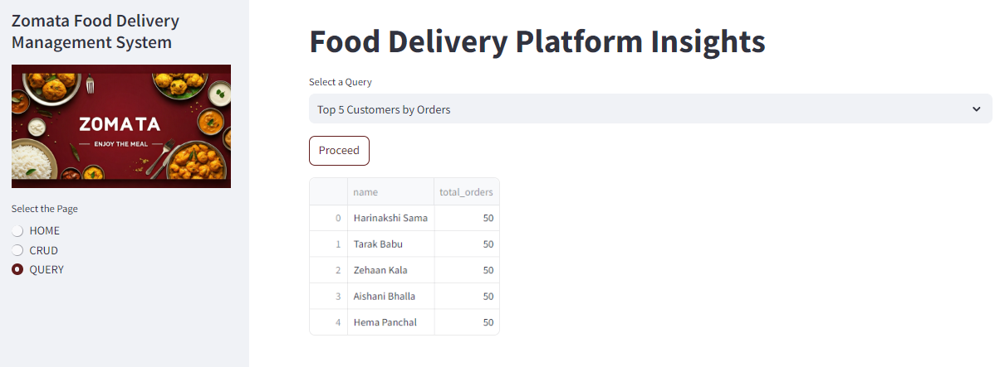 Zomata Food Delivery
Management System
ZOMATA
ENJOY THE MEAL
Select the Page
HOME
CRUD
QUERY
Food Delivery Platform Insights
Select a Query
Top 5 Customers by Orders
Proceed
name total_orders
0 Harinakshi Sama 50
1 Tarak Babu 50
2 Zehaan Kala 50
3 Aishani Bhalla 50
4 Hema Panchal 50